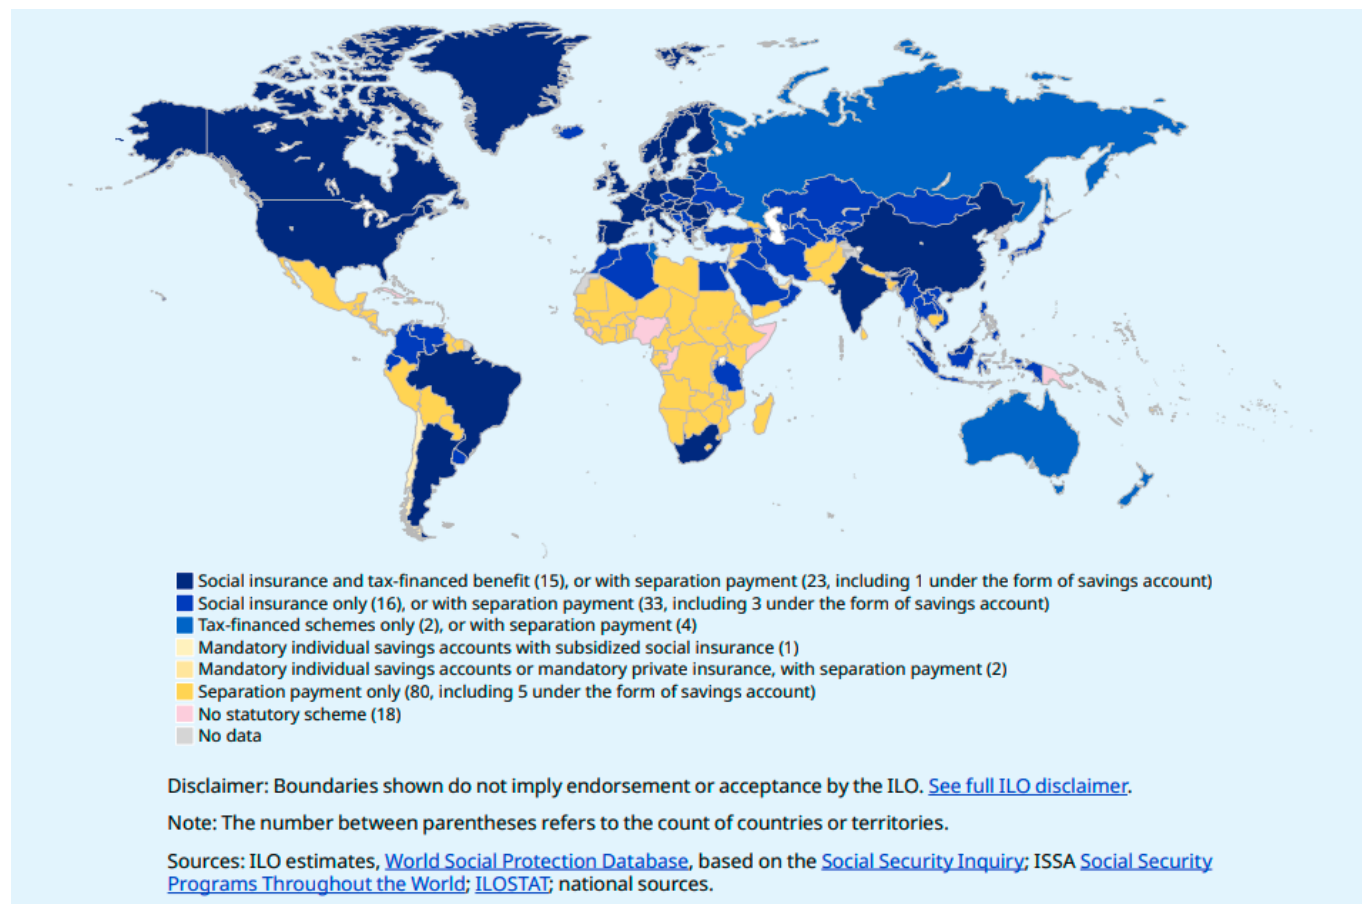 Social insurance and tax-financed benefit (15), or with separation payment (23, including 1 under the form of savings account)
Social insurance only (16), or with separation payment (33, including 3 under the form of savings account)
Tax-financed schemes only (2), or with separation payment (4)
Mandatory individual savings accounts with subsidized social insurance (1)
Mandatory individual savings accounts or mandatory private insurance, with separation payment (2)
Separation payment only (80, including 5 under the form of savings account)
No statutory scheme (18)
No data
Disclaimer: Boundaries shown do not imply endorsement or acceptance by the ILO. See full ILO disclaimer.
Note: The number between parentheses refers to the count of countries or territories.
Sources: ILO estimates, World Social Protection Database, based on the Social Security Inquiry; ISSA Social Security
Programs Throughout the World; ILOSTAT; national sources.